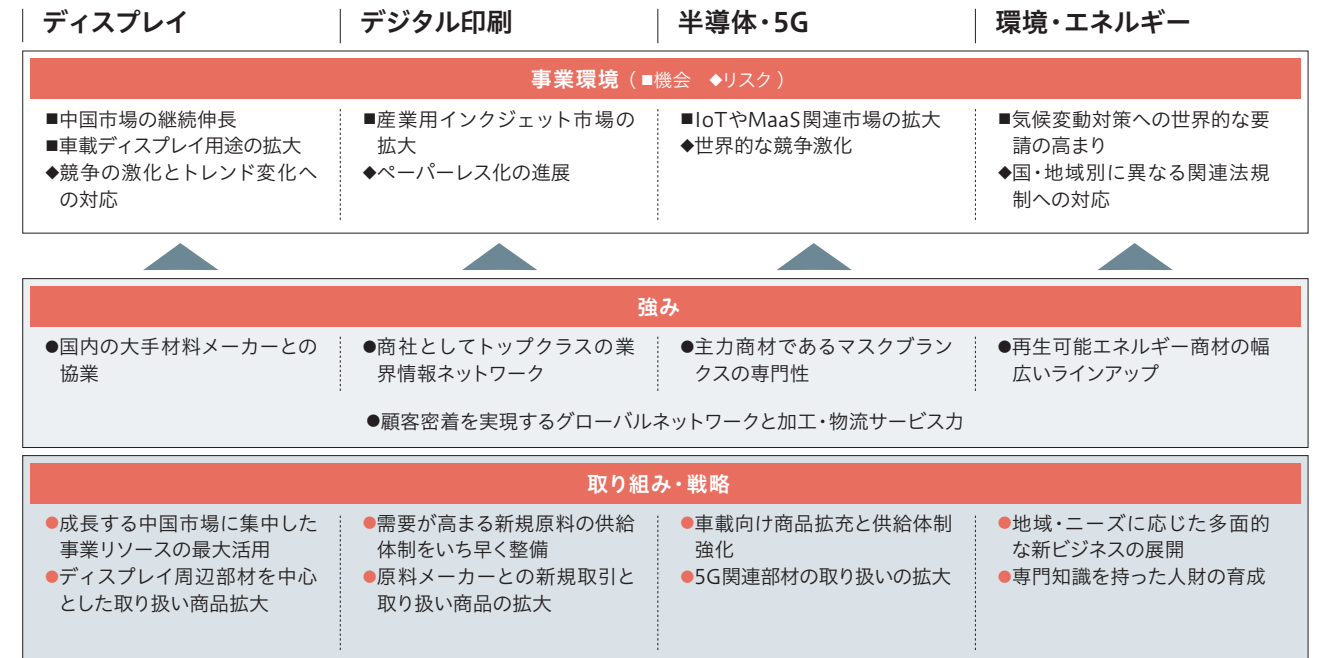 ディスプレイ
デジタル印刷
半導体・5G
環境・エネルギー
事業環境（■機会　◆リスク）
■中国市場の継続伸長
■車載ディスプレイ用途の拡大
◆競争の激化とトレンド変化へ
の対応
■産業用インクジェット市場の
拡大
◆ペーパーレス化の進展
■IoTやMaaS関連市場の拡大
◆世界的な競争激化
■気候変動対策への世界的な要
請の高まり
◆国・地域別に異なる関連法規
制への対応
強み
●国内の大手材料メーカーとの
協業
●商社としてトップクラスの業
界情報ネットワーク
●主力商材であるマスクブラン
クスの専門性
●再生可能エネルギー商材の幅
広いラインアップ
●顧客密着を実現するグローバルネットワークと加工・物流サービス力
取り組み・戦略
●成長する中国市場に集中した
事業リソースの最大活用
●ディスプレイ周辺部材を中心
とした取り扱い商品拡大
●需要が高まる新規原料の供給
体制をいち早く整備
●原料メーカーとの新規取引と
取り扱い商品の拡大
●車載向け商品拡充と供給体制
強化
●5G関連部材の取り扱いの拡大
●地域・ニーズに応じた多面的
な新ビジネスの展開
●専門知識を持った人財の育成